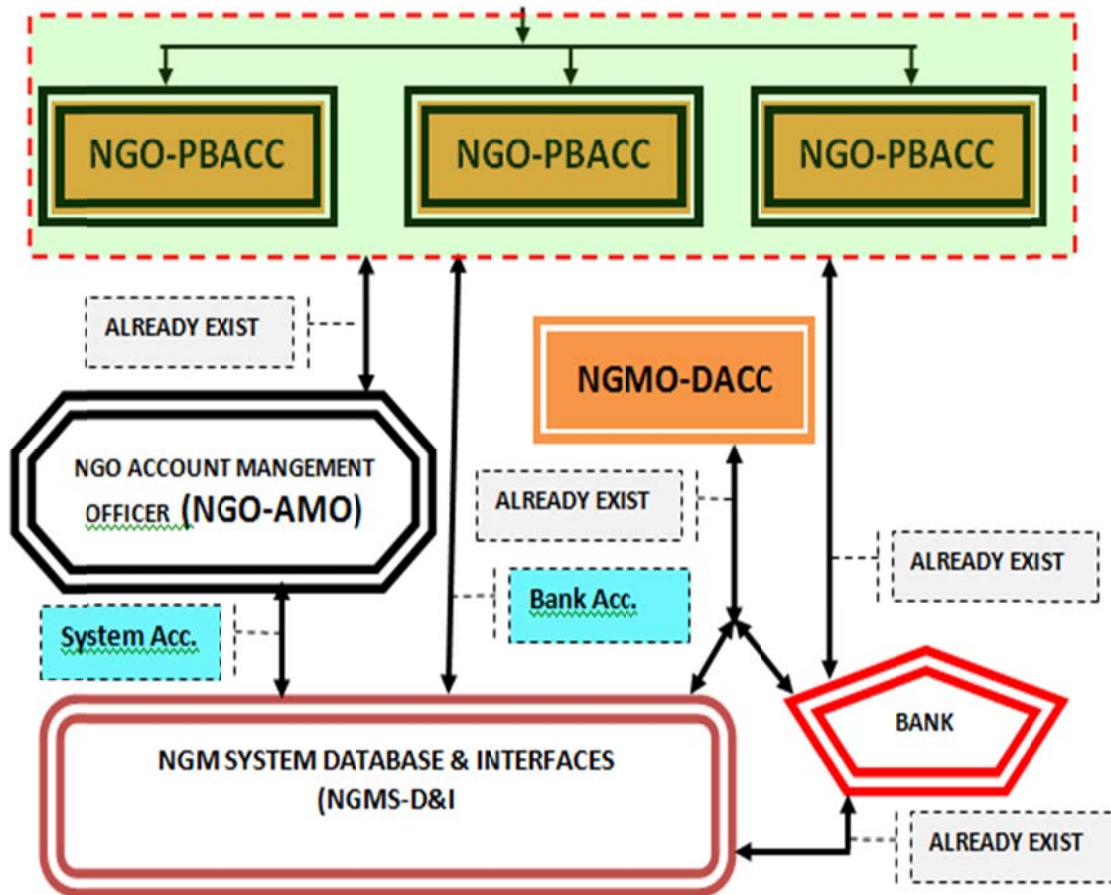 NGO-PBACC
NGO-PBACC
NGO-PBACC
ALREADY EXIST
NGMO-DACC
NGO ACCOUNT MANGEMENT
OFFICER (NGO-AMO)
ALREADY EXIST
ALREADY EXIST
System Acc.
Bank Acc.
BANK
NGM SYSTEM DATABASE & INTERFACES
(NGMS-D&I
ALREADY EXIST